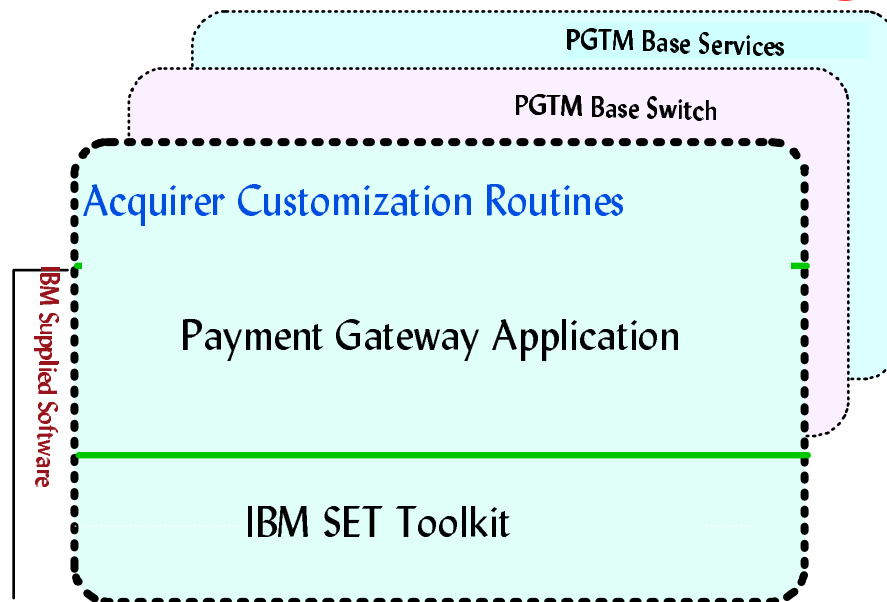 PGTM Base Services
PGTM Base Switch
Acquirer Customization Routines
IBM Supplied Software
Payment Gateway Application
IBM SET Toolkit